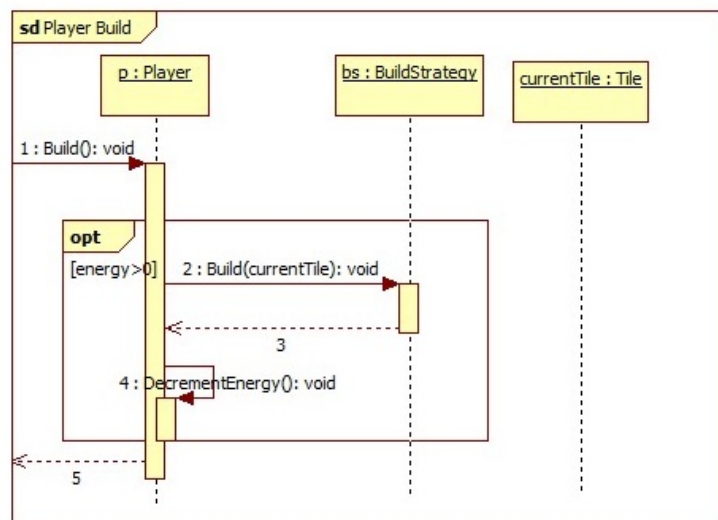 sd Player Build
p : Player
bs : BuildStrategy
currentTile : Tile
1 : Build(): void
opt
[energy>0]
2 : Build(currentTile): void
3
4 : DecrementEnergy(): void
5